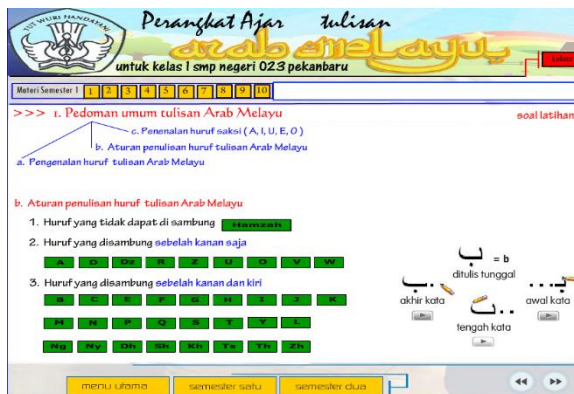 TUT WURI HANDAYANI
Perangkat Ajar tulisan
arab melayu
untuk kelas 1 smp negeri 023 pekanbaru
keluar
Materi Semester 1 1 2 3 4 5 6 7 8 9 10
>>> 1. Pedoman umum tulisan Arab Melayu
soal latihan
c. Penenalan huruf saksi ( A, I, U, E, O )
b. Aturan penulisan huruf tulisan Arab Melayu
a. Pengenalan huruf tulisan Arab Melayu
b. Aturan penulisan huruf tulisan Arab Melayu
1. Huruf yang tidak dapat di sambung Hamzah
2. Huruf yang disambung sebelah kanan saja
A D Dz R Z U O V W
3. Huruf yang disambung sebelah kanan dan kiri
B C E F G H I J K
M N P Q S T Y L
Ng Ny Dh Sh Kh Ts Th Zh
ب = b
ditulis tunggal
akhir kata
awal kata
tengah kata
menu utama semester satu semester dua